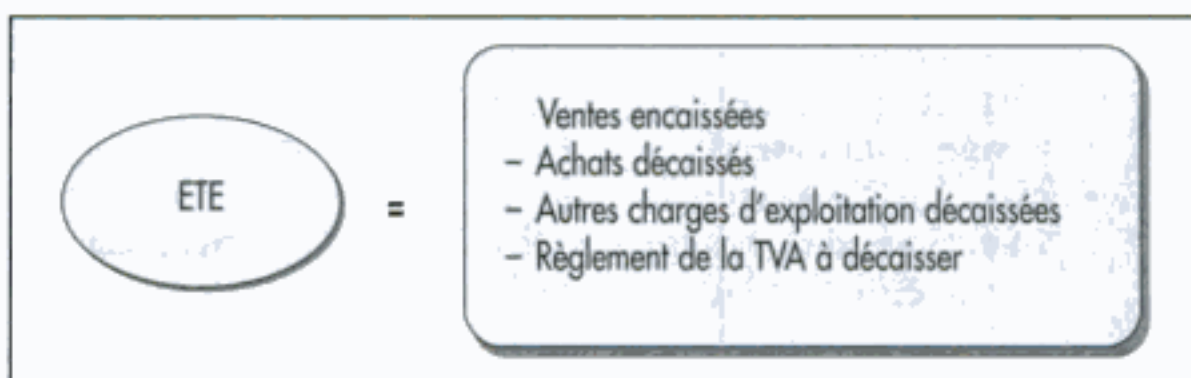 Ventes encaissées
– Achats décaissés
ETE = – Autres charges d'exploitation décaissées
– Règlement de la TVA à décaisser